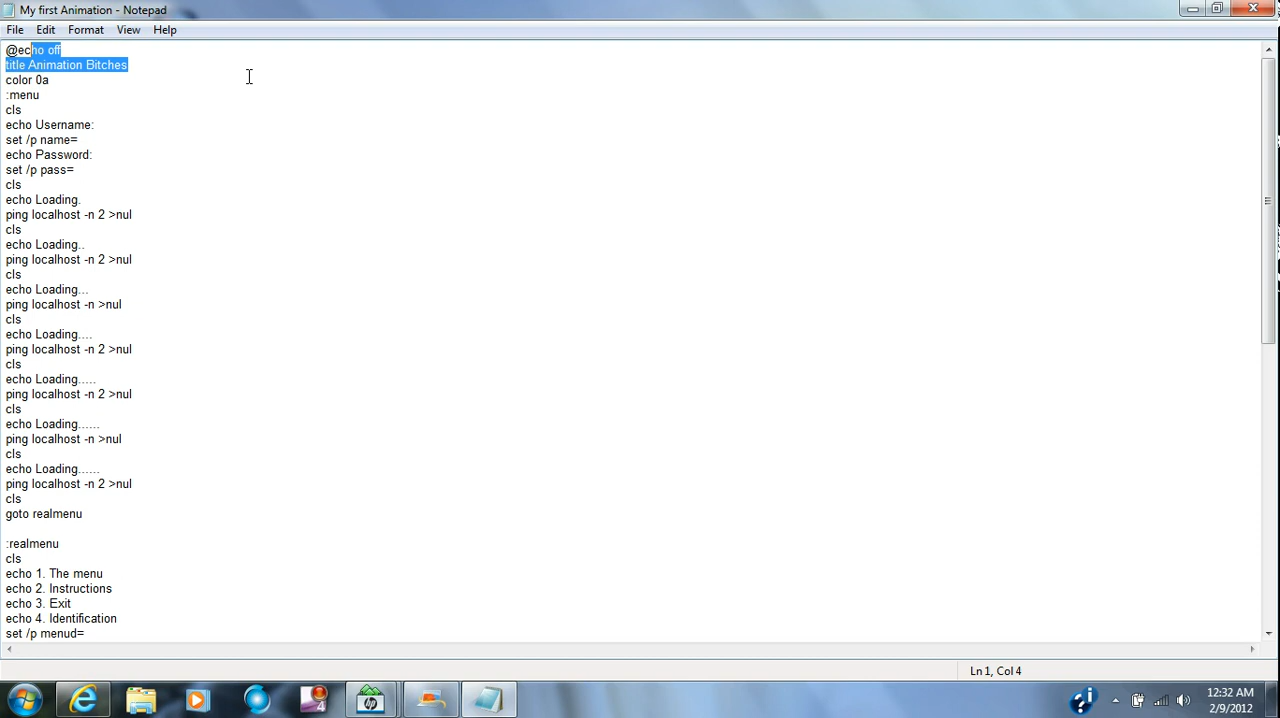 My first Animation - Notepad
File Edit Format View Help
@echo off
title Animation Bitches
color 0a
:menu
cls
echo Username:
set /p name=
echo Password:
set /p pass=
cls
echo Loading.
ping localhost -n 2 >nul
cls
echo Loading..
ping localhost -n 2 >nul
cls
echo Loading...
ping localhost -n >nul
cls
echo Loading....
ping localhost -n 2 >nul
cls
echo Loading.....
ping localhost -n 2 >nul
cls
echo Loading......
ping localhost -n >nul
cls
echo Loading......
ping localhost -n 2 >nul
cls
goto realmenu
:realmenu
cls
echo 1. The menu
echo 2. Instructions
echo 3. Exit
echo 4. Identification
set /p menud=
Ln 1, Col 4
4
hp
12:32 AM
2/9/2012